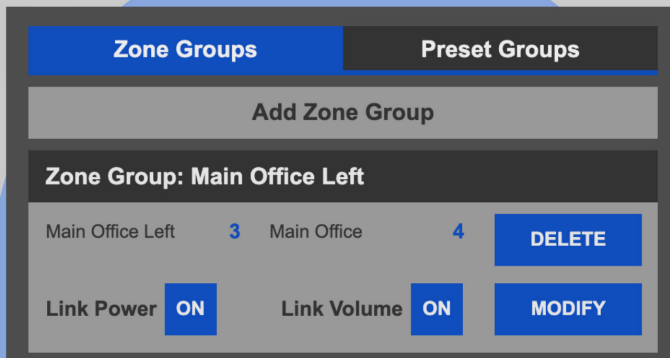 Zone Groups Preset Groups
Add Zone Group
Zone Group: Main Office Left
Main Office Left 3 Main Office 4 DELETE
Link Power ON Link Volume ON MODIFY